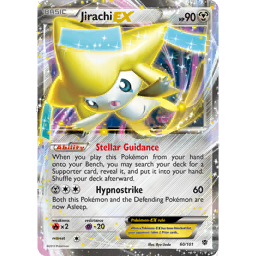 BASIC
Jirachi EX HP90
Ability Stellar Guidance
When you play this Pokémon from your hand
onto your Bench, you may search your deck for a
Supporter card, reveal it, and put it into your hand.
Shuffle your deck afterward.
Hypnostrike 60
Both this Pokémon and the Defending Pokémon are
now Asleep.
weakness ×2 resistance -20
retreat
Pokémon-EX rule
60/101